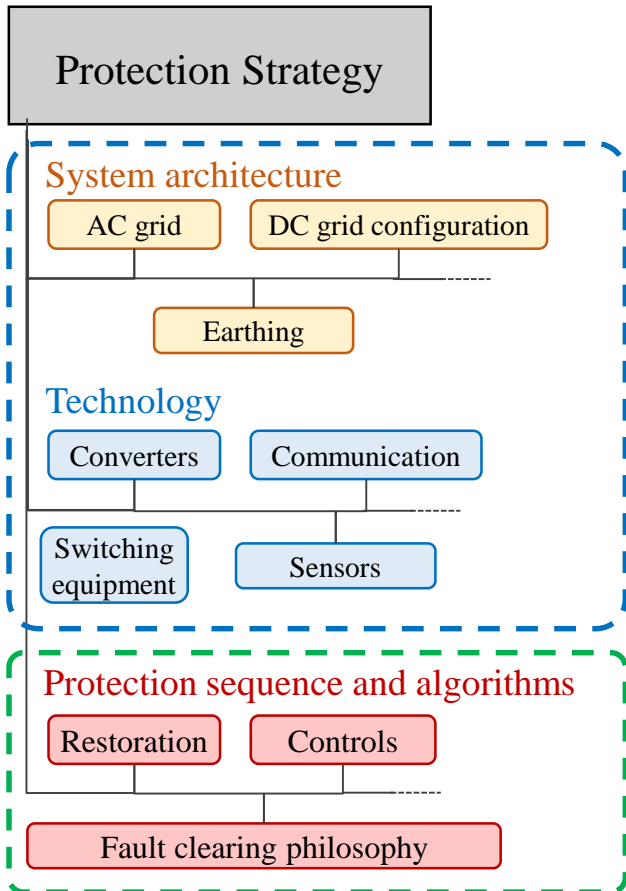 Protection Strategy
System architecture
AC grid
DC grid configuration
Earthing
Technology
Converters
Communication
Switching
equipment
Sensors
Protection sequence and algorithms
Restoration
Controls
Fault clearing philosophy